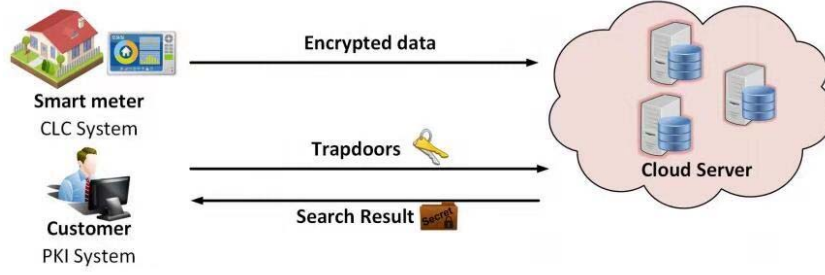 Encrypted data
Smart meter
CLC System
Trapdoors
Cloud Server
Customer
Search Result
Secret
PKI System